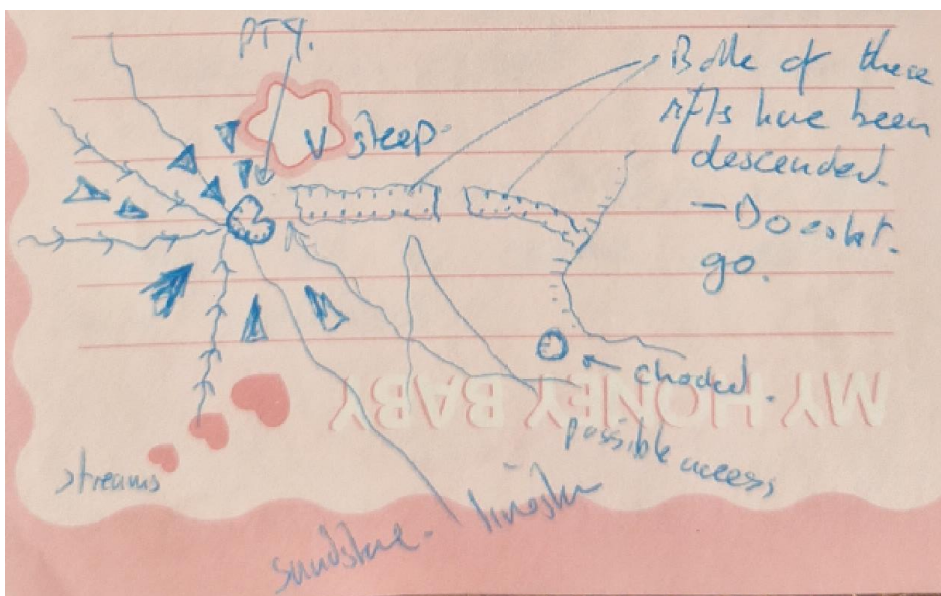 PTY.
Both of these
rifts have been
descended.
- Doesn't
go.
V steep.
choked.
MY HONEY BABY
possible access
streams
sandstone -